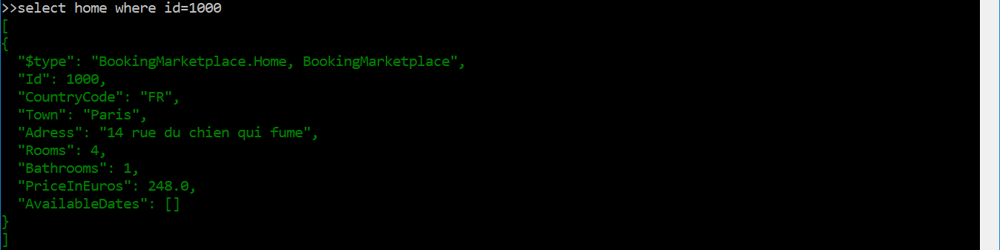 >>select home where id=1000
[
{
  "$type": "BookingMarketplace.Home, BookingMarketplace",
  "Id": 1000,
  "CountryCode": "FR",
  "Town": "Paris",
  "Adress": "14 rue du chien qui fume",
  "Rooms": 4,
  "Bathrooms": 1,
  "PriceInEuros": 248.0,
  "AvailableDates": []
}
]